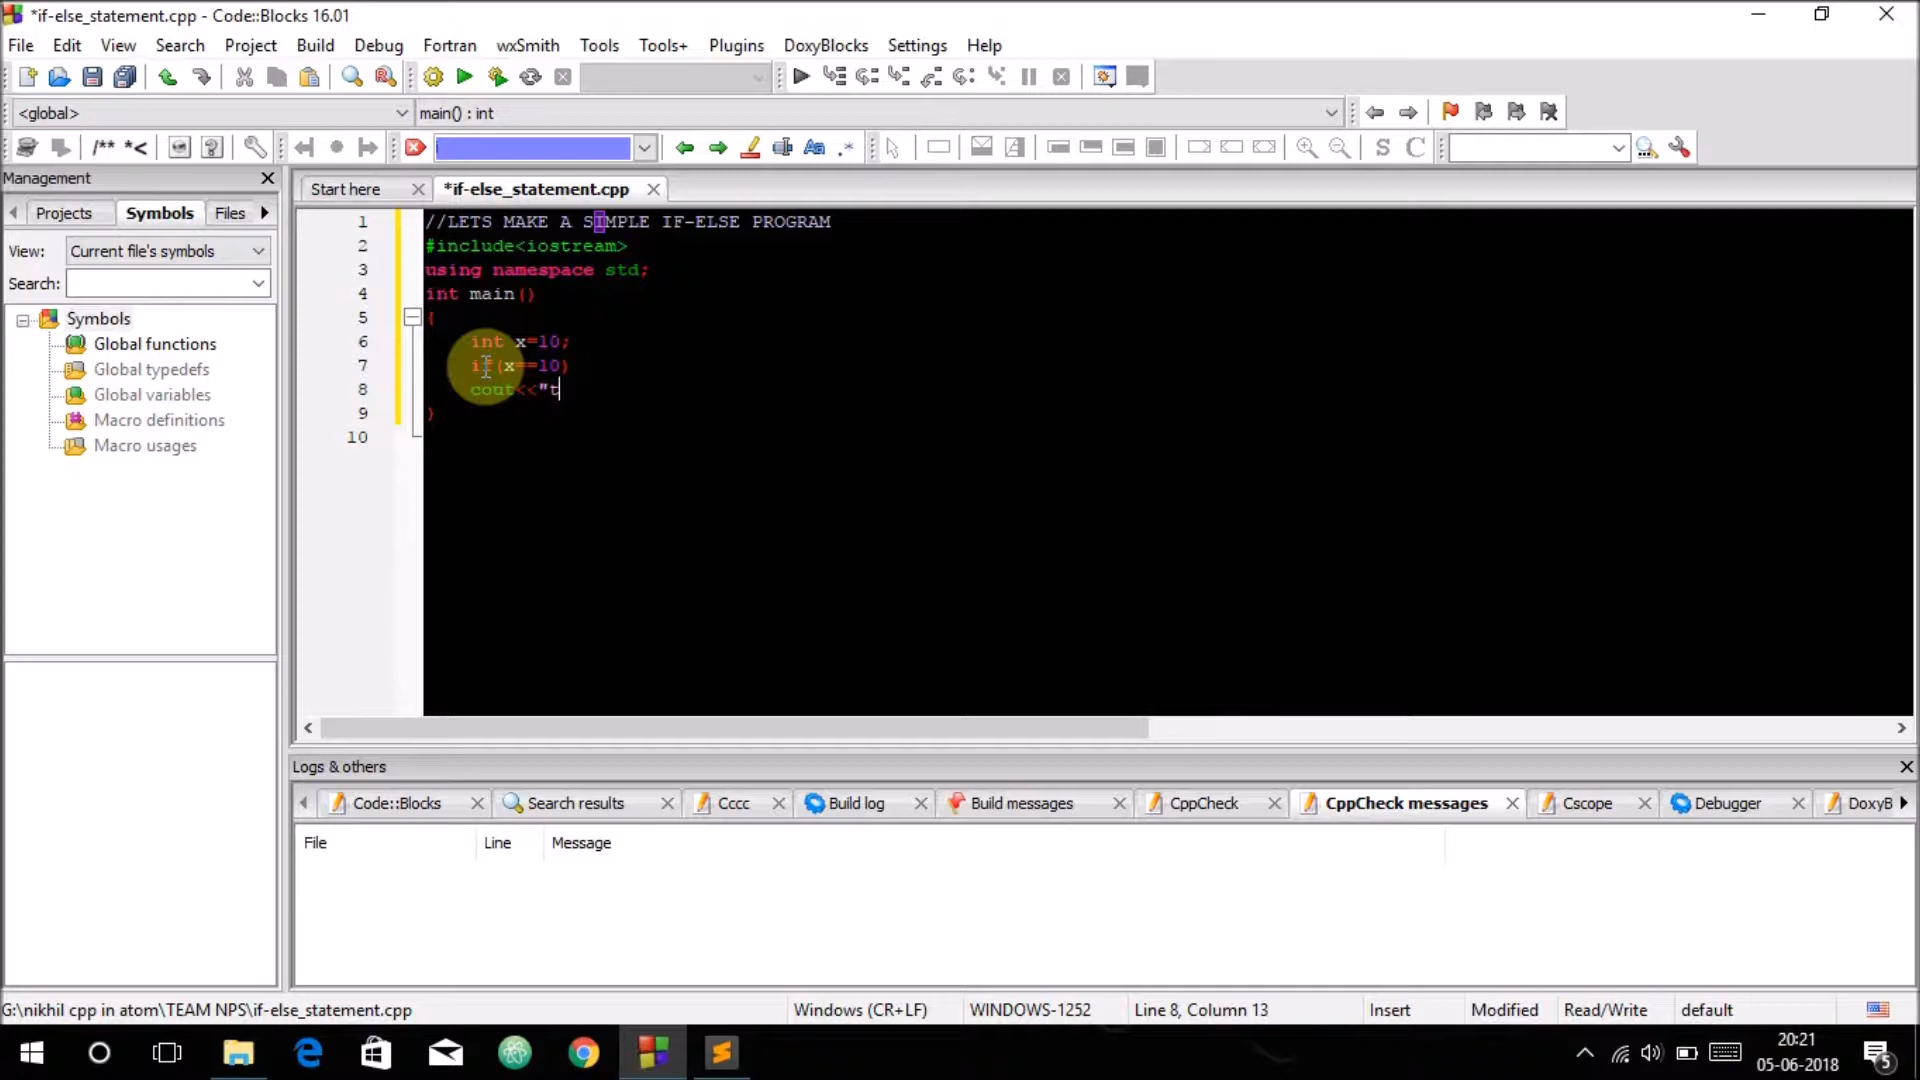 *if-else_statement.cpp - Code::Blocks 16.01
File Edit View Search Project Build Debug Fortran wxSmith Tools Tools+ Plugins DoxyBlocks Settings Help
<global> main() : int
/** *<
Aa .* S C
Management
Start here *if-else_statement.cpp
Projects Symbols Files
View: Current file's symbols
Search:
Symbols
Global functions
Global typedefs
Global variables
Macro definitions
Macro usages
1 //LETS MAKE A SIMPLE IF-ELSE PROGRAM
2 #include<iostream>
3 using namespace std;
4 int main()
5 {
6 int x=10;
7 if(x==10)
8 cout<<"t
9 }
10
Logs & others
Code::Blocks Search results Cccc Build log Build messages CppCheck CppCheck messages Cscope Debugger DoxyB
File Line Message
G:\nikhil cpp in atom\TEAM NPS\if-else_statement.cpp Windows (CR+LF) WINDOWS-1252 Line 8, Column 13 Insert Modified Read/Write default
20:21
05-06-2018
5